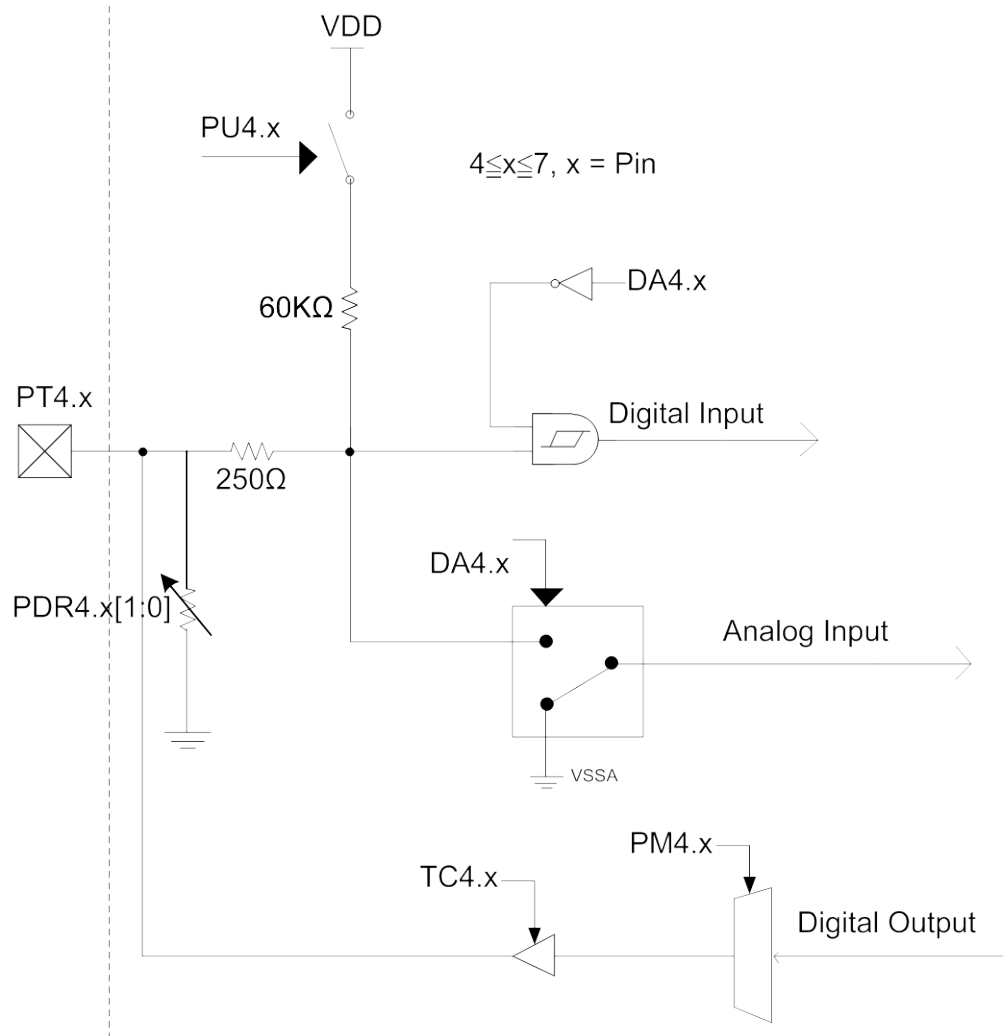 VDD
PU4.x
4≦x≦7, x = Pin
DA4.x
60KΩ
PT4.x
Digital Input
250Ω
DA4.x
PDR4.x[1:0]
Analog Input
VSSA
PM4.x
TC4.x
Digital Output